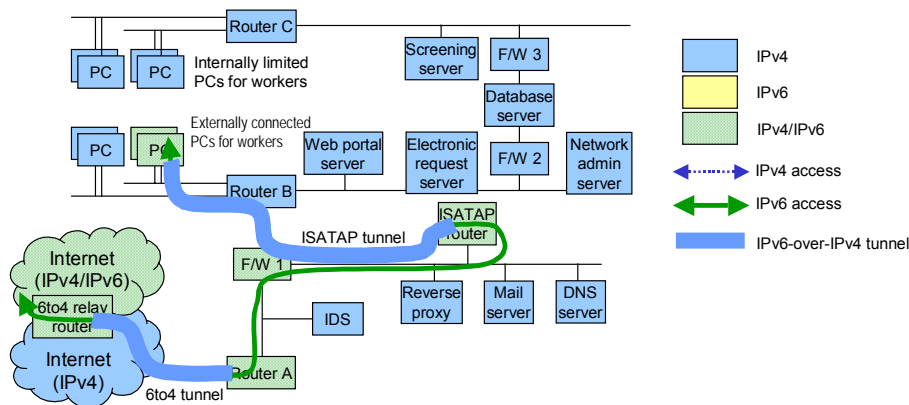 Router C
PC
PC
Internally limited
PCs for workers
Screening
server
F/W 3
Database
server
Externally connected
PCs for workers
PC
PC
Web portal
server
Electronic
request
server
F/W 2
Network
admin
server
Router B
ISATAP
router
ISATAP tunnel
F/W 1
Internet
(IPv4/IPv6)
6to4 relay
router
Reverse
proxy
Mail
server
DNS
server
IDS
Internet
(IPv4)
Router A
6to4 tunnel
IPv4
IPv6
IPv4/IPv6
IPv4 access
IPv6 access
IPv6-over-IPv4 tunnel